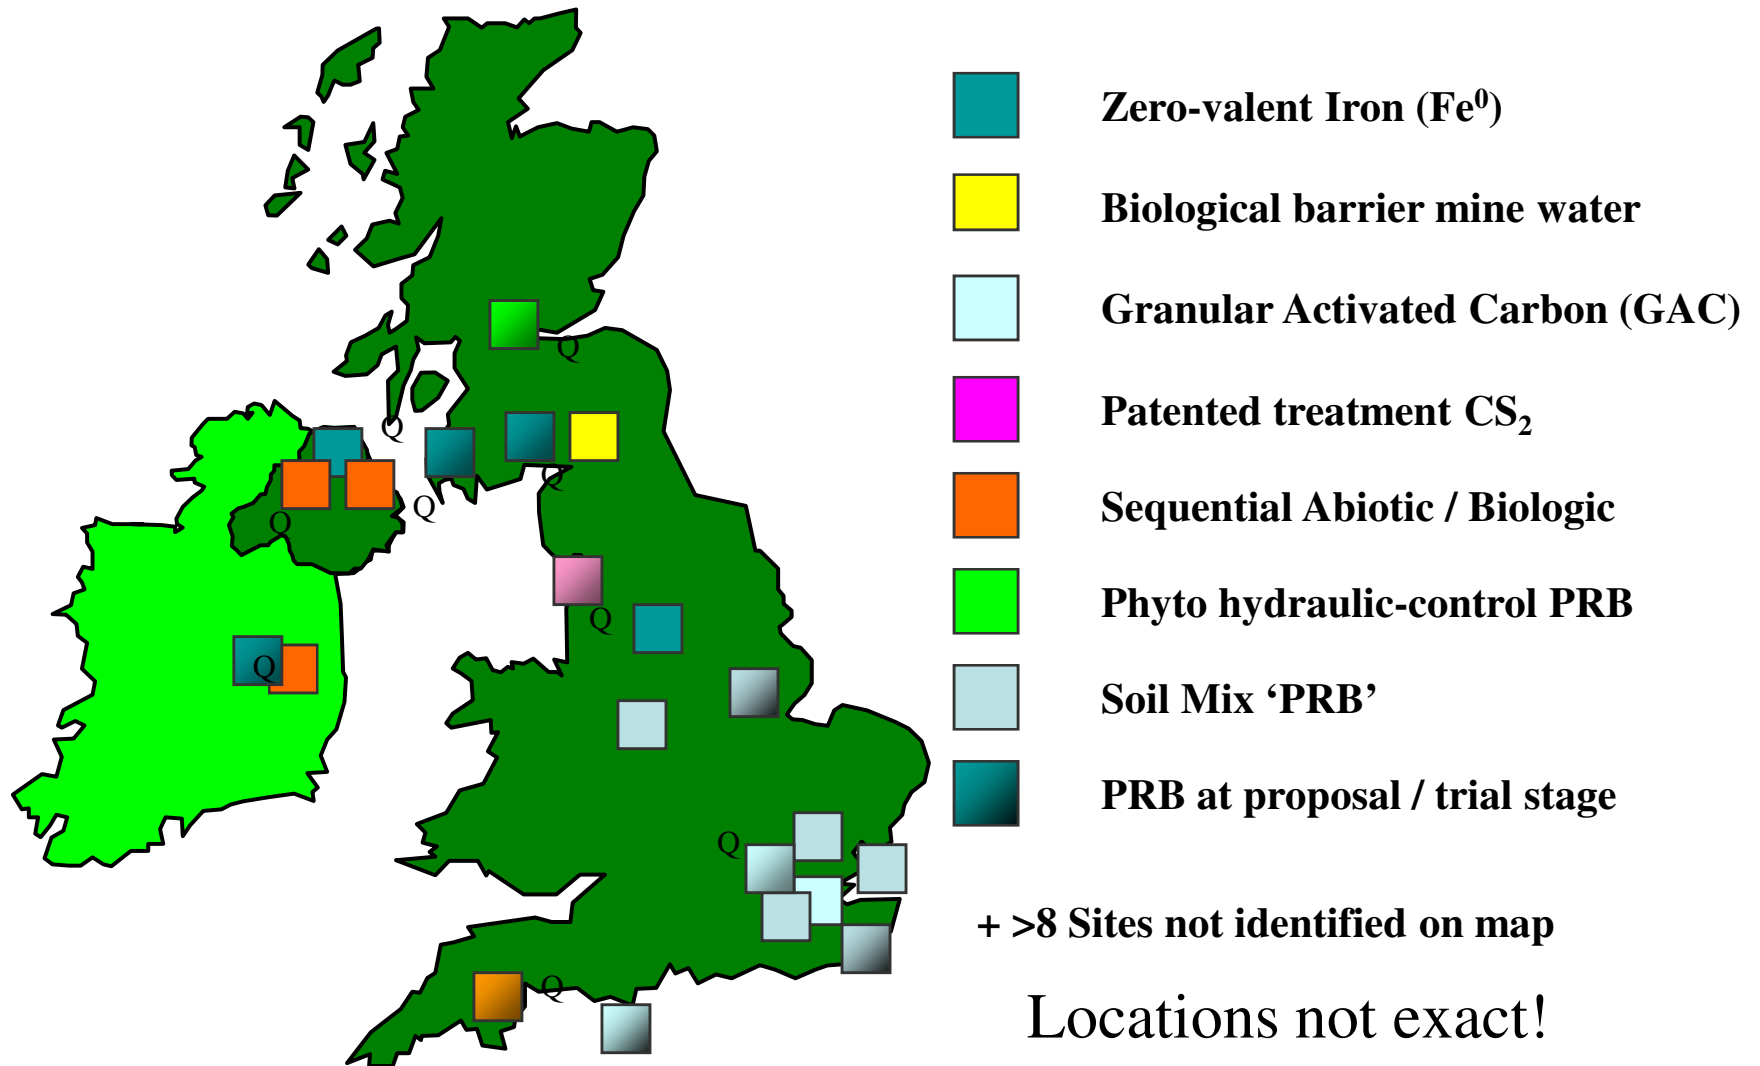 Zero-valent Iron (Fe⁰)
Biological barrier mine water
Granular Activated Carbon (GAC)
Patented treatment CS₂
Sequential Abiotic / Biologic
Phyto hydraulic-control PRB
Soil Mix ‘PRB’
PRB at proposal / trial stage
+ >8 Sites not identified on map
Locations not exact!
Q
Q
Q
Q
Q
Q
Q
Q
Q